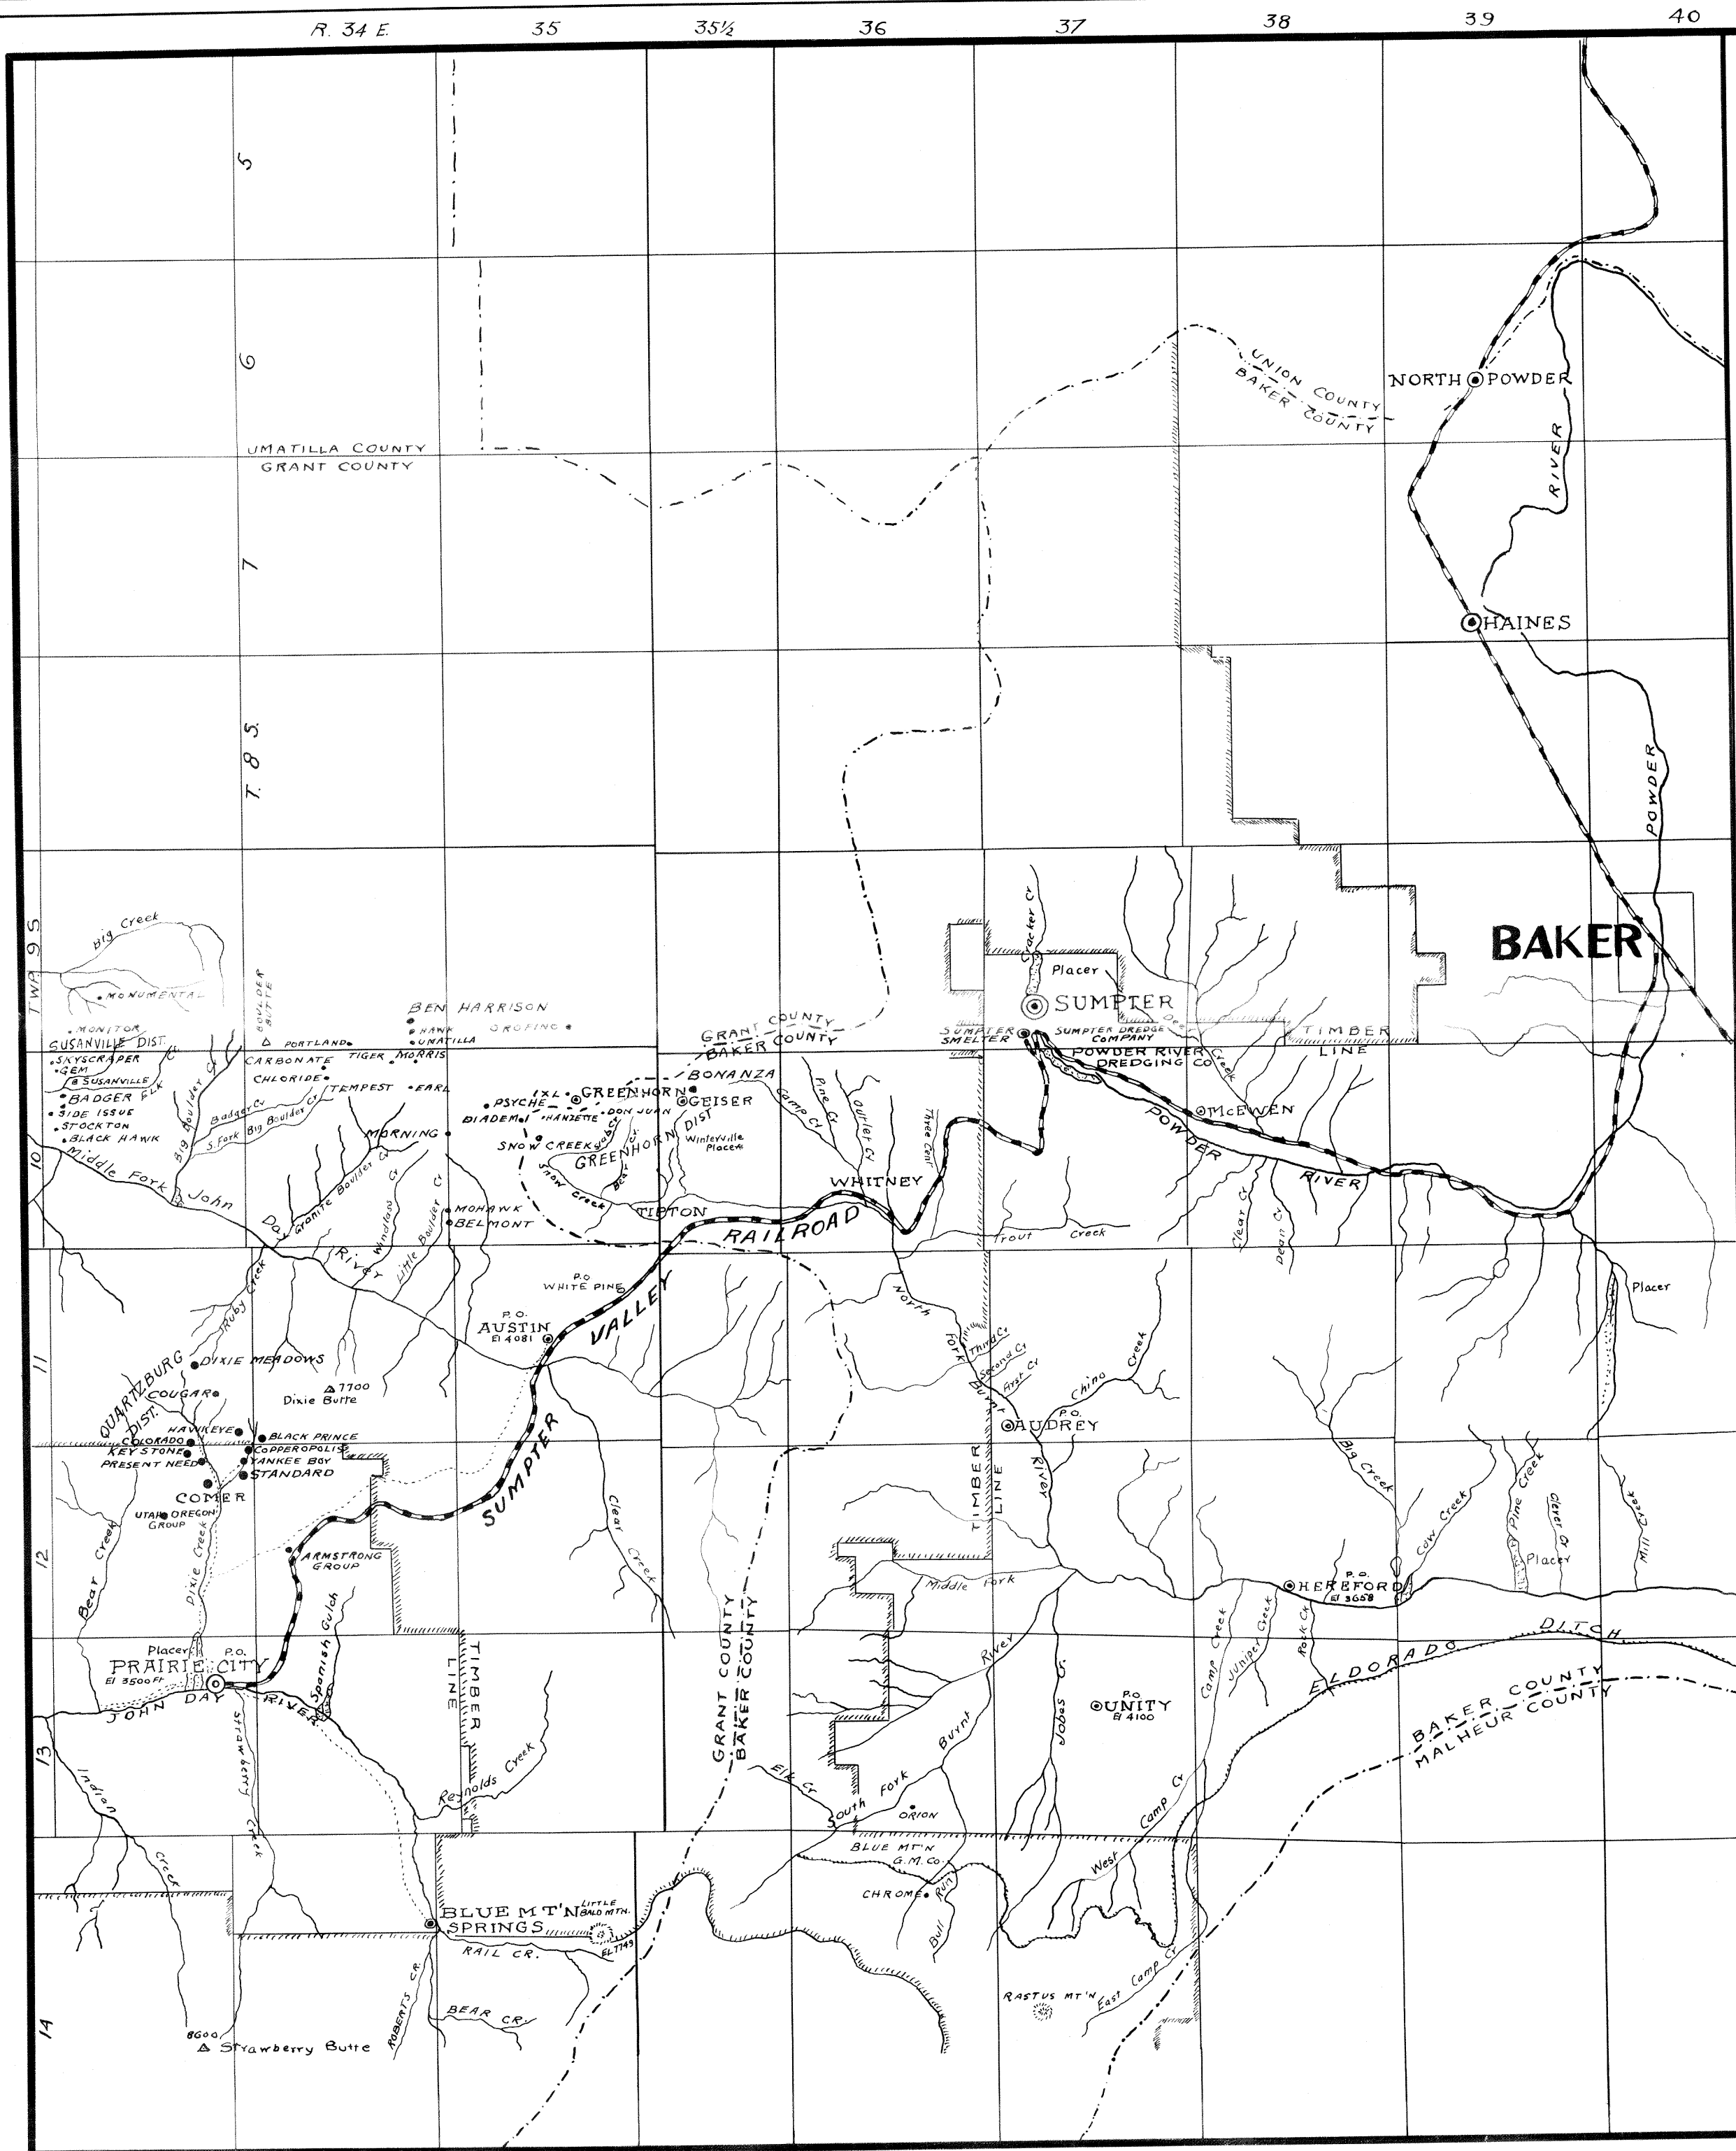 R. 34 E.
35
35½
36
37
38
39
40
5
6
7
T. 8 S.
TWP. 9 S
10
11
12
13
14
UNION COUNTY
BAKER COUNTY
NORTH POWDER
RIVER
UMATILLA COUNTY
GRANT COUNTY
HAINES
POWDER
BAKER
Big Creek
MONUMENTAL
MONITOR
SUSANVILLE DIST.
SKYSCRAPER
GEM
SUSANVILLE
BADGER
ELK
SIDE ISSUE
STOCKTON
BLACK HAWK
BOULDER
BUTTE
PORTLAND
CARBONATE
TIGER
MORRIS
CHLORIDE
TEMPEST
EARL
BEN HARRISON
HAWK
OROFINO
UMATILLA
Big Boulder Cr
Badger Cr
S. Fork Big Boulder Cr
MORNING
Granite Boulder Cr
Windlass Cr
Little Boulder Cr
MOHAWK
BELMONT
Middle Fork John Day
RIVER
IXL
GREENHORN
PSYCHE
DIADEM
HANZETTE
DON JUAN
SNOW CREEK
GREENHORN DIST
Snow Creek
BONANZA
GEISER
Winterville
Placer
GRANT COUNTY
BAKER COUNTY
Camp Cr
Pine Cr
Outlet Cr
Three Cent
TIPTON
WHITNEY
Cracker Cr
Placer
SUMPTER
SUMPTER
SMELTER
SUMPTER DREDGE
COMPANY
POWDER RIVER
DREDGING CO
Creek
TIMBER
LINE
McEWEN
POWDER
RIVER
Clear Cr
Dean Cr
Trout Creek
SUMPTER
VALLEY
RAILROAD
P.O.
WHITE PINE
P.O.
AUSTIN
El 4081
Ruby Creek
DIXIE MEADOWS
QUARTZBURG
DIST.
COUGAR
7700
Dixie Butte
HAWKEYE
COLORADO
KEYSTONE
PRESENT NEED
BLACK PRINCE
COPPEROPOLIS
YANKEE BOY
STANDARD
COMER
UTAH OREGON
GROUP
ARMSTRONG
GROUP
Bear Creek
Dixie Creek
Spanish Gulch
Clear Creek
North
Fork
Burnt
River
Third Cr
Second Cr
First Cr
Chino Creek
P.O.
AUDREY
TIMBER
LINE
Placer
Big Creek
Cow Creek
Pine Creek
Clever Cr
Mill Creek
Placer
P.O.
HEREFORD
El 3658
Middle Fork
Camp Creek
Juniper Creek
Rock Cr
ELDORADO
DITCH
BAKER COUNTY
MALHEUR COUNTY
Placer
P.O.
PRAIRIE CITY
El 3500 Ft
JOHN DAY RIVER
Strawberry Creek
Indian Creek
TIMBER
LINE
Reynolds Creek
GRANT COUNTY
BAKER COUNTY
Elk Cr
South Fork Burnt River
ORION
Jobes
P.O
UNITY
El 4100
BLUE MT'N
G.M. Co.
CHROME
Bull Run
West Camp Cr
East Camp Cr
RASTUS MT'N
BLUE MT'N
SPRINGS
LITTLE
BALD MTN.
EL 7743
RAIL CR.
ROBERTS CR.
BEAR CR.
8600
Strawberry Butte